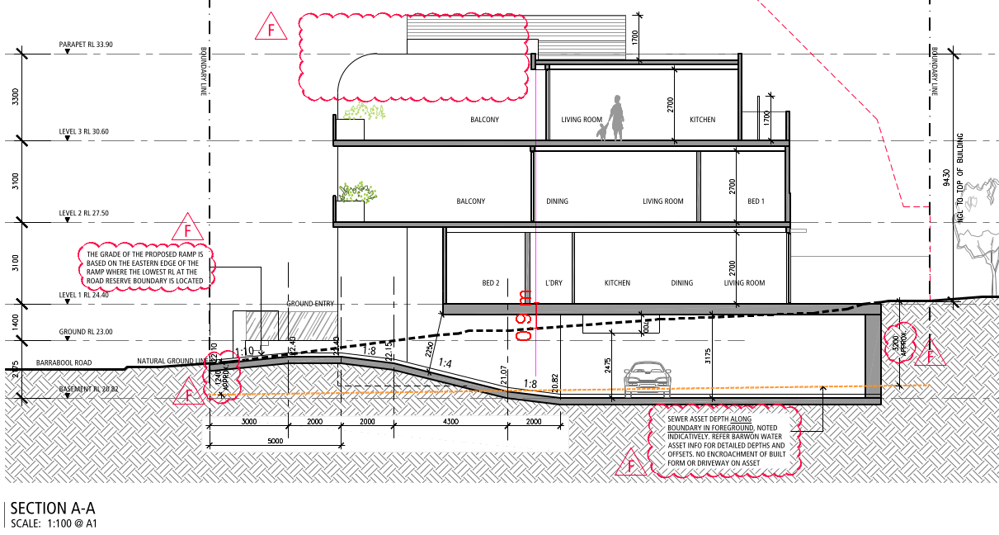 F
1700
PARAPET RL 33.90
BOUNDARY LINE
BOUNDARY LINE
3300
2700
1700
BALCONY
LIVING ROOM
KITCHEN
LEVEL 3 RL 30.60
3100
2700
9430
NGL TO TOP OF BUILDING
BALCONY
DINING
LIVING ROOM
BED 1
LEVEL 2 RL 27.50
F
THE GRADE OF THE PROPOSED RAMP IS
BASED ON THE EASTERN EDGE OF THE
RAMP WHERE THE LOWEST RL AT THE
ROAD RESERVE BOUNDARY IS LOCATED
3100
2700
BED 2
L'DRY
KITCHEN
DINING
LIVING ROOM
LEVEL 1 RL 24.40
GROUND ENTRY
0.9 m
1400
GROUND RL 23.00
22.10
1:10
22.40
22.40
1:8
22.15
2250
1:4
700
2475
3175
3200
APPROX.
F
BARRABOOL ROAD
NATURAL GROUND LINE
1240
APPROX.
21.07
1:8
20.82
BASEMENT RL 20.82
F
3000
2000
2000
4300
2000
5000
SEWER ASSET DEPTH ALONG
BOUNDARY IN FOREGROUND, NOTED
INDICATIVELY. REFER BARWON WATER
ASSET INFO FOR DETAILED DEPTHS AND
OFFSETS. NO ENCROACHMENT OF BUILT
FORM OR DRIVEWAY ON ASSET
F
SECTION A-A
SCALE: 1:100 @ A1